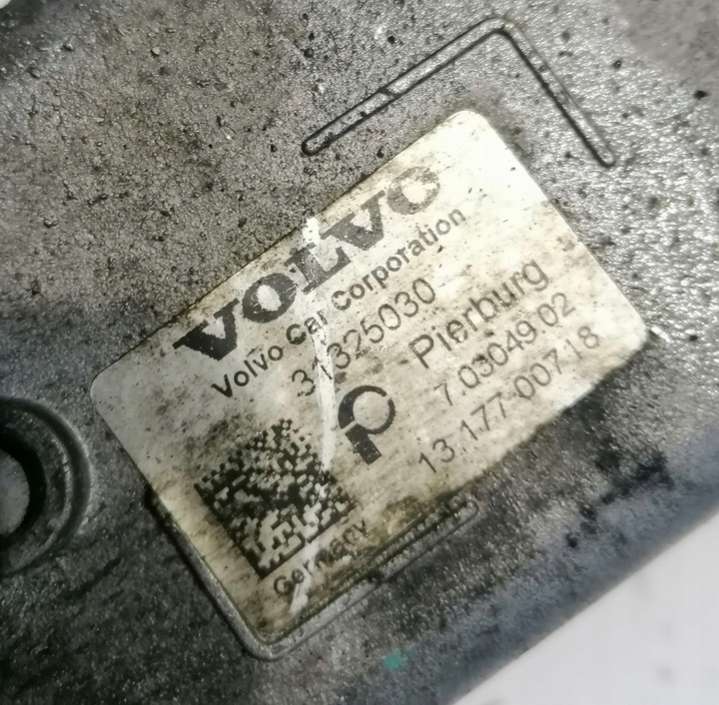 VOLVO
Volvo Car Corporation
31325030
Pierburg
7.03049.02
13.177-00718
Germany